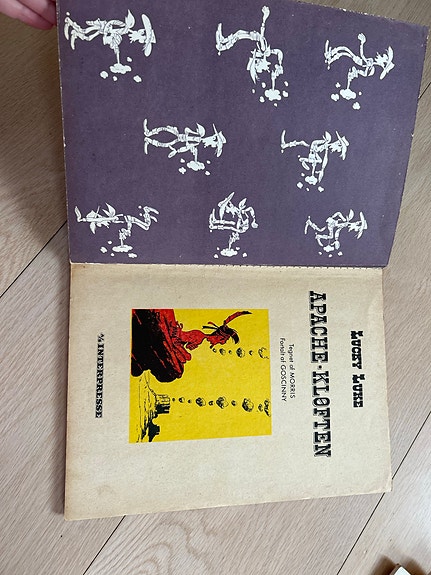 LUCKY LUKE
APACHE-KLØFTEN
Tegnet af MORRIS
Fortalt af GOSCINNY
A/S INTERPRESSE